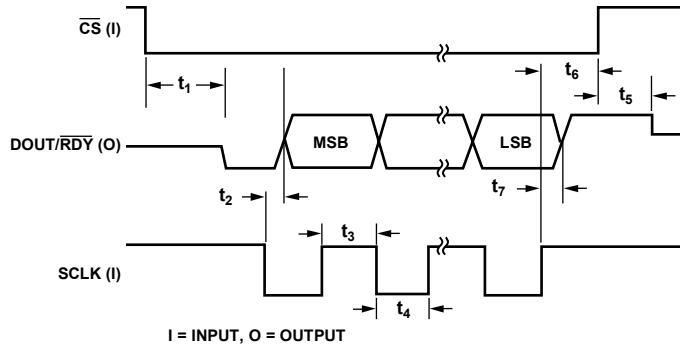 CS (I)
t6
t1
t5
DOUT/RDY (O)
MSB
LSB
t2
t7
t3
SCLK (I)
t4
I = INPUT, O = OUTPUT